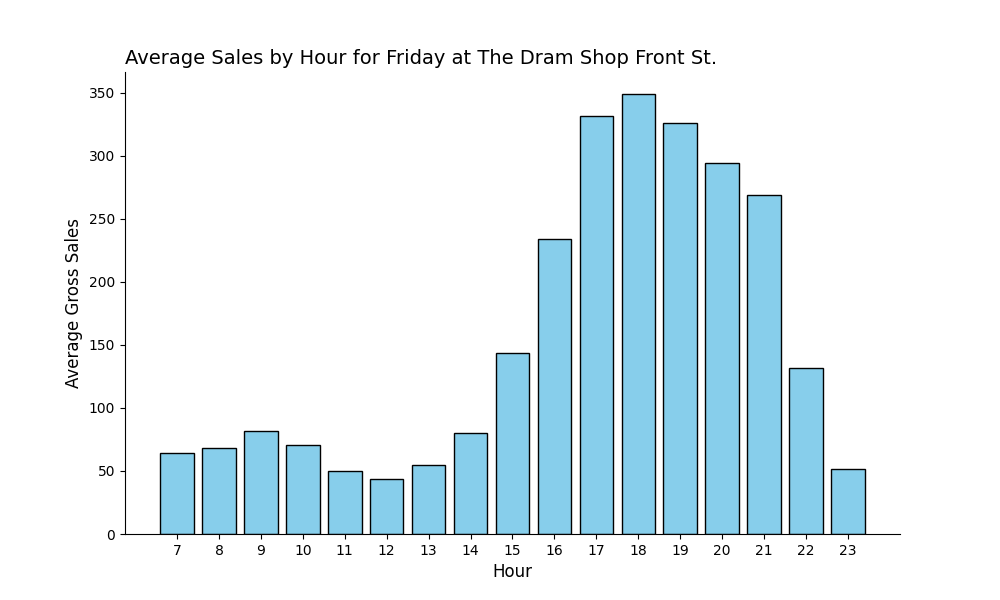 Average Sales by Hour for Friday at The Dram Shop Front St.
Average Gross Sales
350
300
250
200
150
100
50
0
7 8 9 10 11 12 13 14 15 16 17 18 19 20 21 22 23
Hour